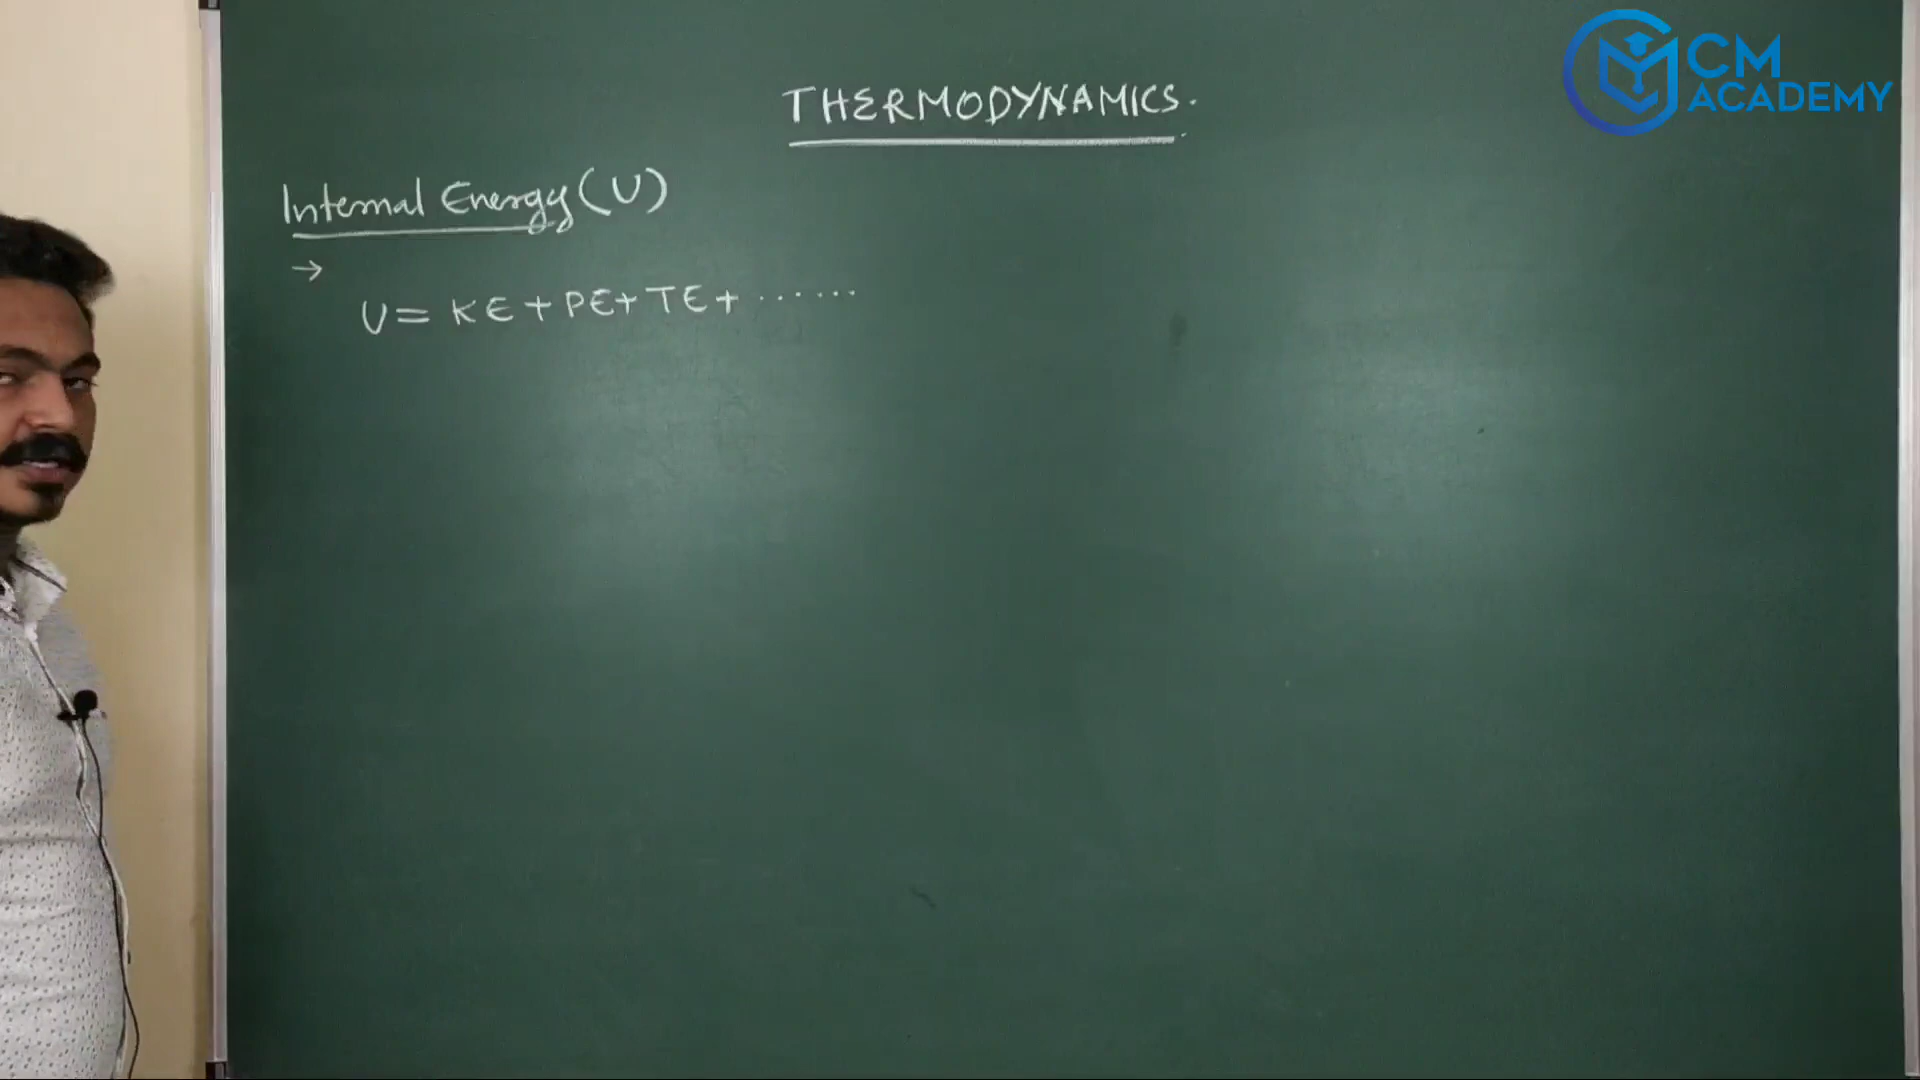 CM
ACADEMY
THERMODYNAMICS.
Internal Energy (U)
→
U = KE + PE + TE + ......